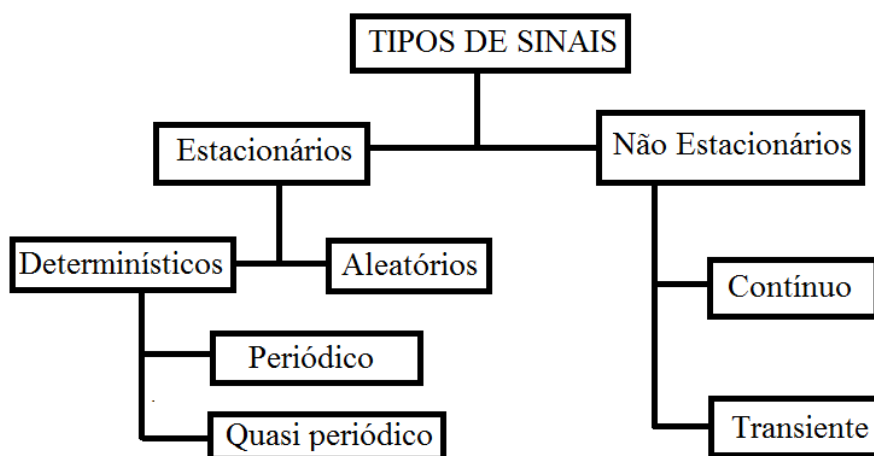 TIPOS DE SINAIS
Estacionários
Não Estacionários
Determinísticos
Aleatórios
Contínuo
Periódico
Quasi periódico
Transiente